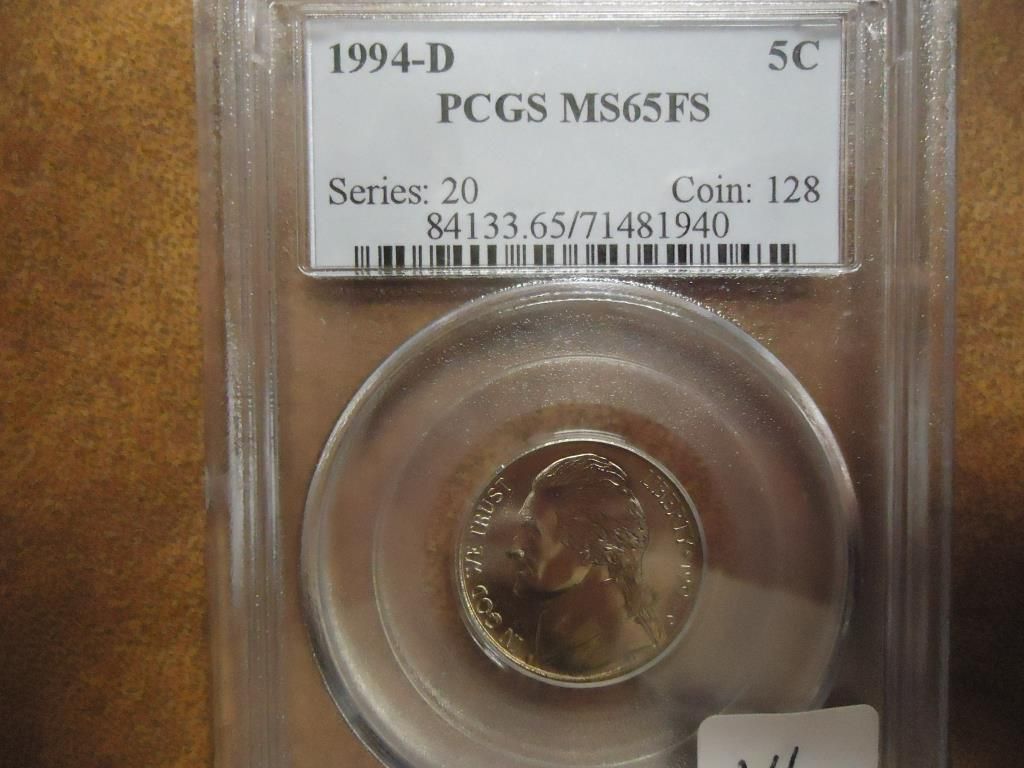 1994-D 5C
PCGS MS65FS
Series: 20 Coin: 128
84133.65/71481940
IN GOD WE TRUST
LIBERTY